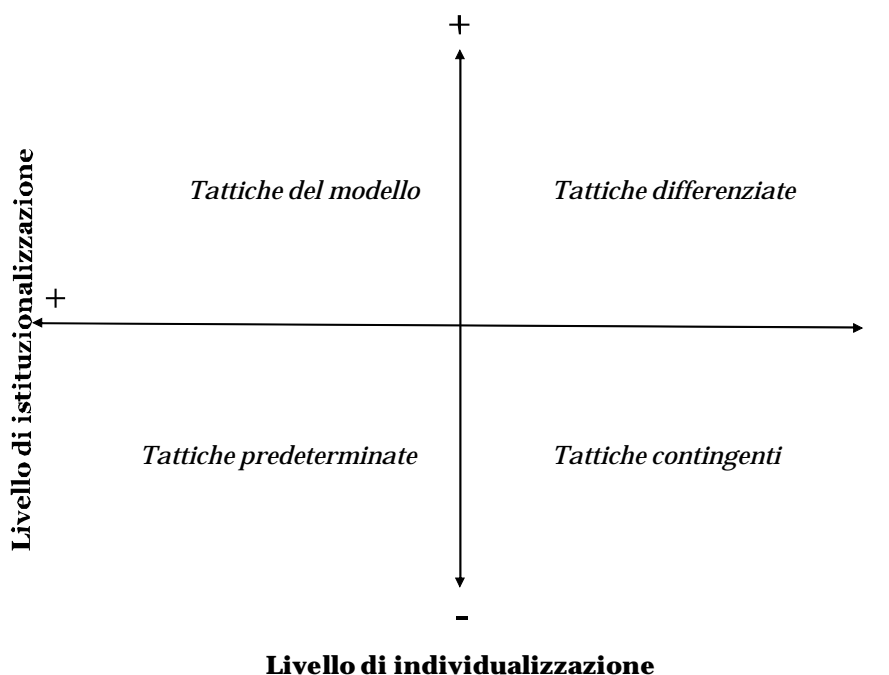 +
Tattiche del modello
Tattiche differenziate
Livello di istituzionalizzazione
+
Tattiche predeterminate
Tattiche contingenti
-
Livello di individualizzazione